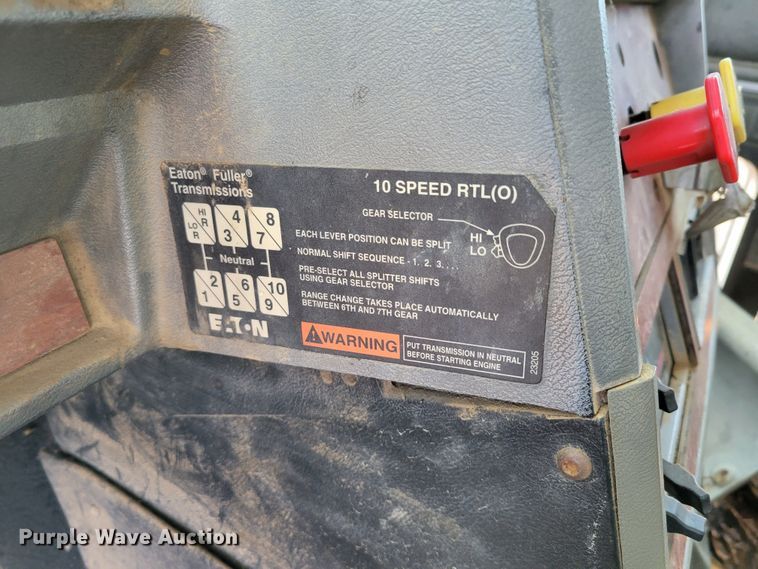 Eaton® Fuller®
Transmissions
10 SPEED RTL(O)
GEAR SELECTOR
HI
LO
EACH LEVER POSITION CAN BE SPLIT
NORMAL SHIFT SEQUENCE - 1. 2. 3. . . .
PRE-SELECT ALL SPLITTER SHIFTS
USING GEAR SELECTOR
RANGE CHANGE TAKES PLACE AUTOMATICALLY
BETWEEN 6TH AND 7TH GEAR
HI R LO R
4 3
8 7
Neutral
2 1
6 5
10 9
EATON
WARNING
PUT TRANSMISSION IN NEUTRAL
BEFORE STARTING ENGINE
23205
Purple Wave Auction